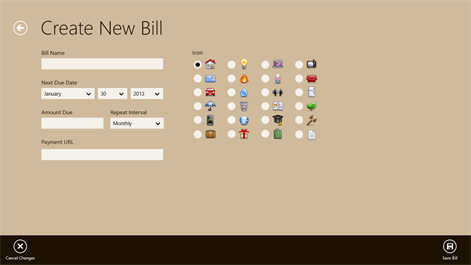 Create New Bill
Bill Name
Icon
Next Due Date
January 30 2013
Amount Due Repeat Interval
Monthly
Payment URL
Cancel Changes Save Bill